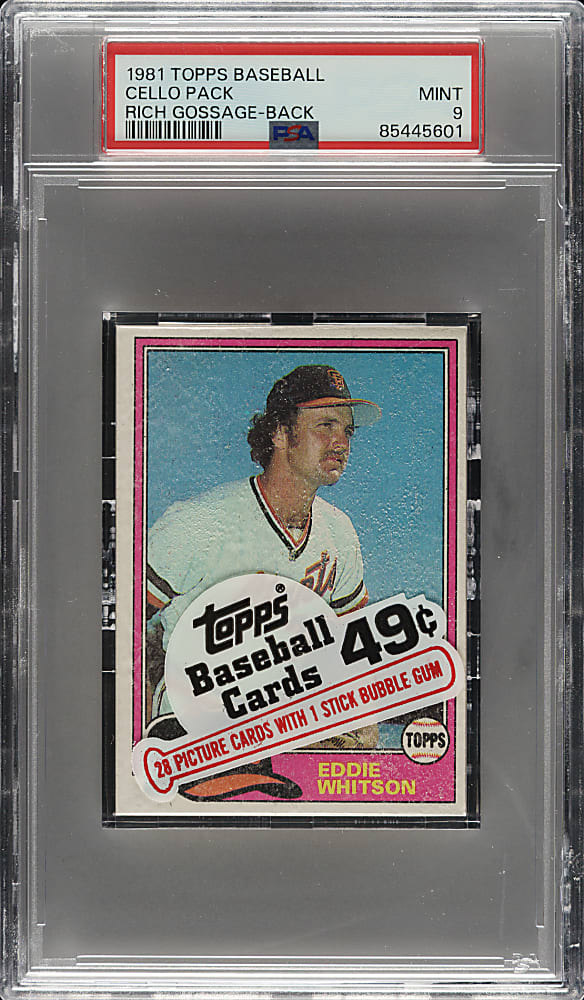 1981 TOPPS BASEBALL
CELLO PACK MINT
RICH GOSSAGE-BACK 9
PSA 85445601
SF
topps®
Baseball
Cards 49¢
28 PICTURE CARDS WITH 1 STICK BUBBLE GUM
TOPPS
EDDIE
WHITSON